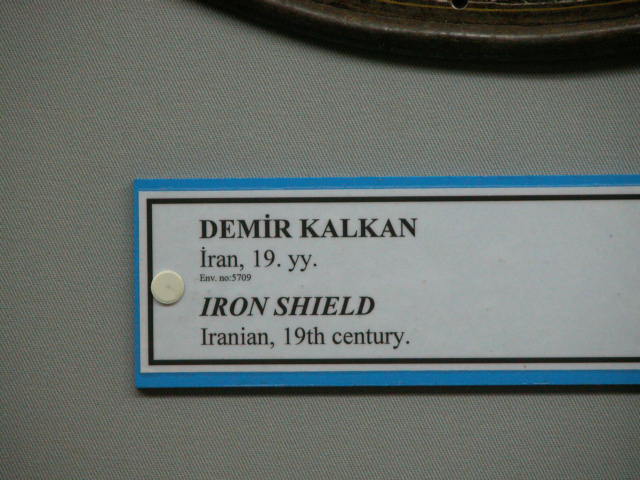 DEMİR KALKAN
İran, 19. yy.
Env. no:5709
IRON SHIELD
Iranian, 19th century.